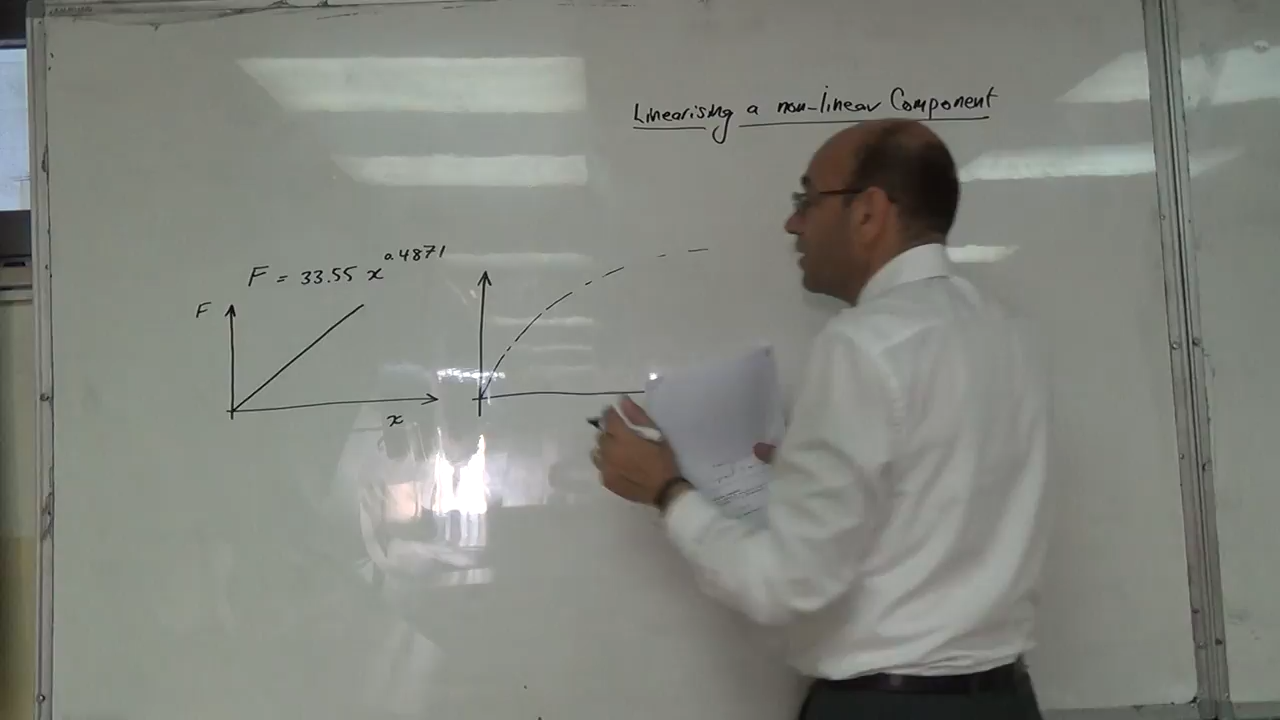 Linearising a non-linear Component
F = 33.55 x^0.4871
F
x